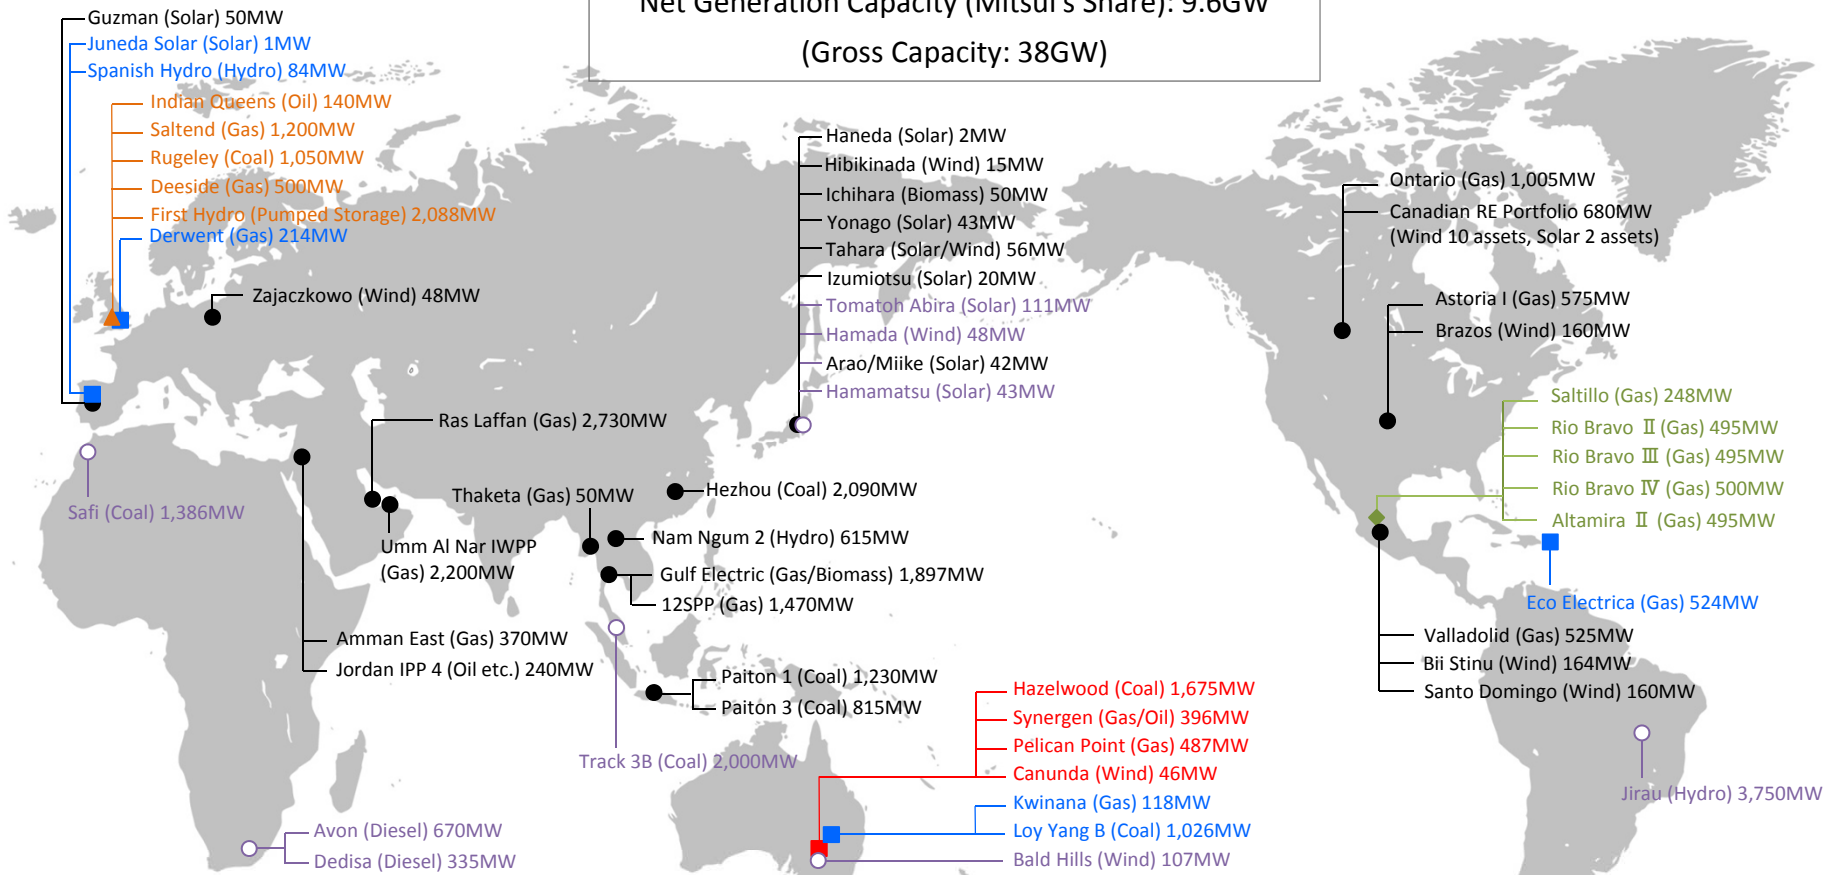 Net Generation Capacity (Mitsui's Share): 9.6GW
(Gross Capacity: 38GW)
Guzman (Solar) 50MW
Juneda Solar (Solar) 1MW
Spanish Hydro (Hydro) 84MW
Indian Queens (Oil) 140MW
Saltend (Gas) 1,200MW
Rugeley (Coal) 1,050MW
Deeside (Gas) 500MW
First Hydro (Pumped Storage) 2,088MW
Derwent (Gas) 214MW
Zajaczkowo (Wind) 48MW
Haneda (Solar) 2MW
Hibikinada (Wind) 15MW
Ichihara (Biomass) 50MW
Yonago (Solar) 43MW
Tahara (Solar/Wind) 56MW
Izumiotsu (Solar) 20MW
Tomatoh Abira (Solar) 111MW
Hamada (Wind) 48MW
Arao/Miike (Solar) 42MW
Hamamatsu (Solar) 43MW
Ontario (Gas) 1,005MW
Canadian RE Portfolio 680MW
(Wind 10 assets, Solar 2 assets)
Astoria I (Gas) 575MW
Brazos (Wind) 160MW
Saltillo (Gas) 248MW
Rio Bravo Ⅱ (Gas) 495MW
Rio Bravo Ⅲ (Gas) 495MW
Rio Bravo Ⅳ (Gas) 500MW
Altamira Ⅱ (Gas) 495MW
Eco Electrica (Gas) 524MW
Valladolid (Gas) 525MW
Bii Stinu (Wind) 164MW
Santo Domingo (Wind) 160MW
Jirau (Hydro) 3,750MW
Ras Laffan (Gas) 2,730MW
Safi (Coal) 1,386MW
Umm Al Nar IWPP
(Gas) 2,200MW
Thaketa (Gas) 50MW
Hezhou (Coal) 2,090MW
Nam Ngum 2 (Hydro) 615MW
Gulf Electric (Gas/Biomass) 1,897MW
12SPP (Gas) 1,470MW
Amman East (Gas) 370MW
Jordan IPP 4 (Oil etc.) 240MW
Paiton 1 (Coal) 1,230MW
Paiton 3 (Coal) 815MW
Track 3B (Coal) 2,000MW
Hazelwood (Coal) 1,675MW
Synergen (Gas/Oil) 396MW
Pelican Point (Gas) 487MW
Canunda (Wind) 46MW
Kwinana (Gas) 118MW
Loy Yang B (Coal) 1,026MW
Bald Hills (Wind) 107MW
Avon (Diesel) 670MW
Dedisa (Diesel) 335MW